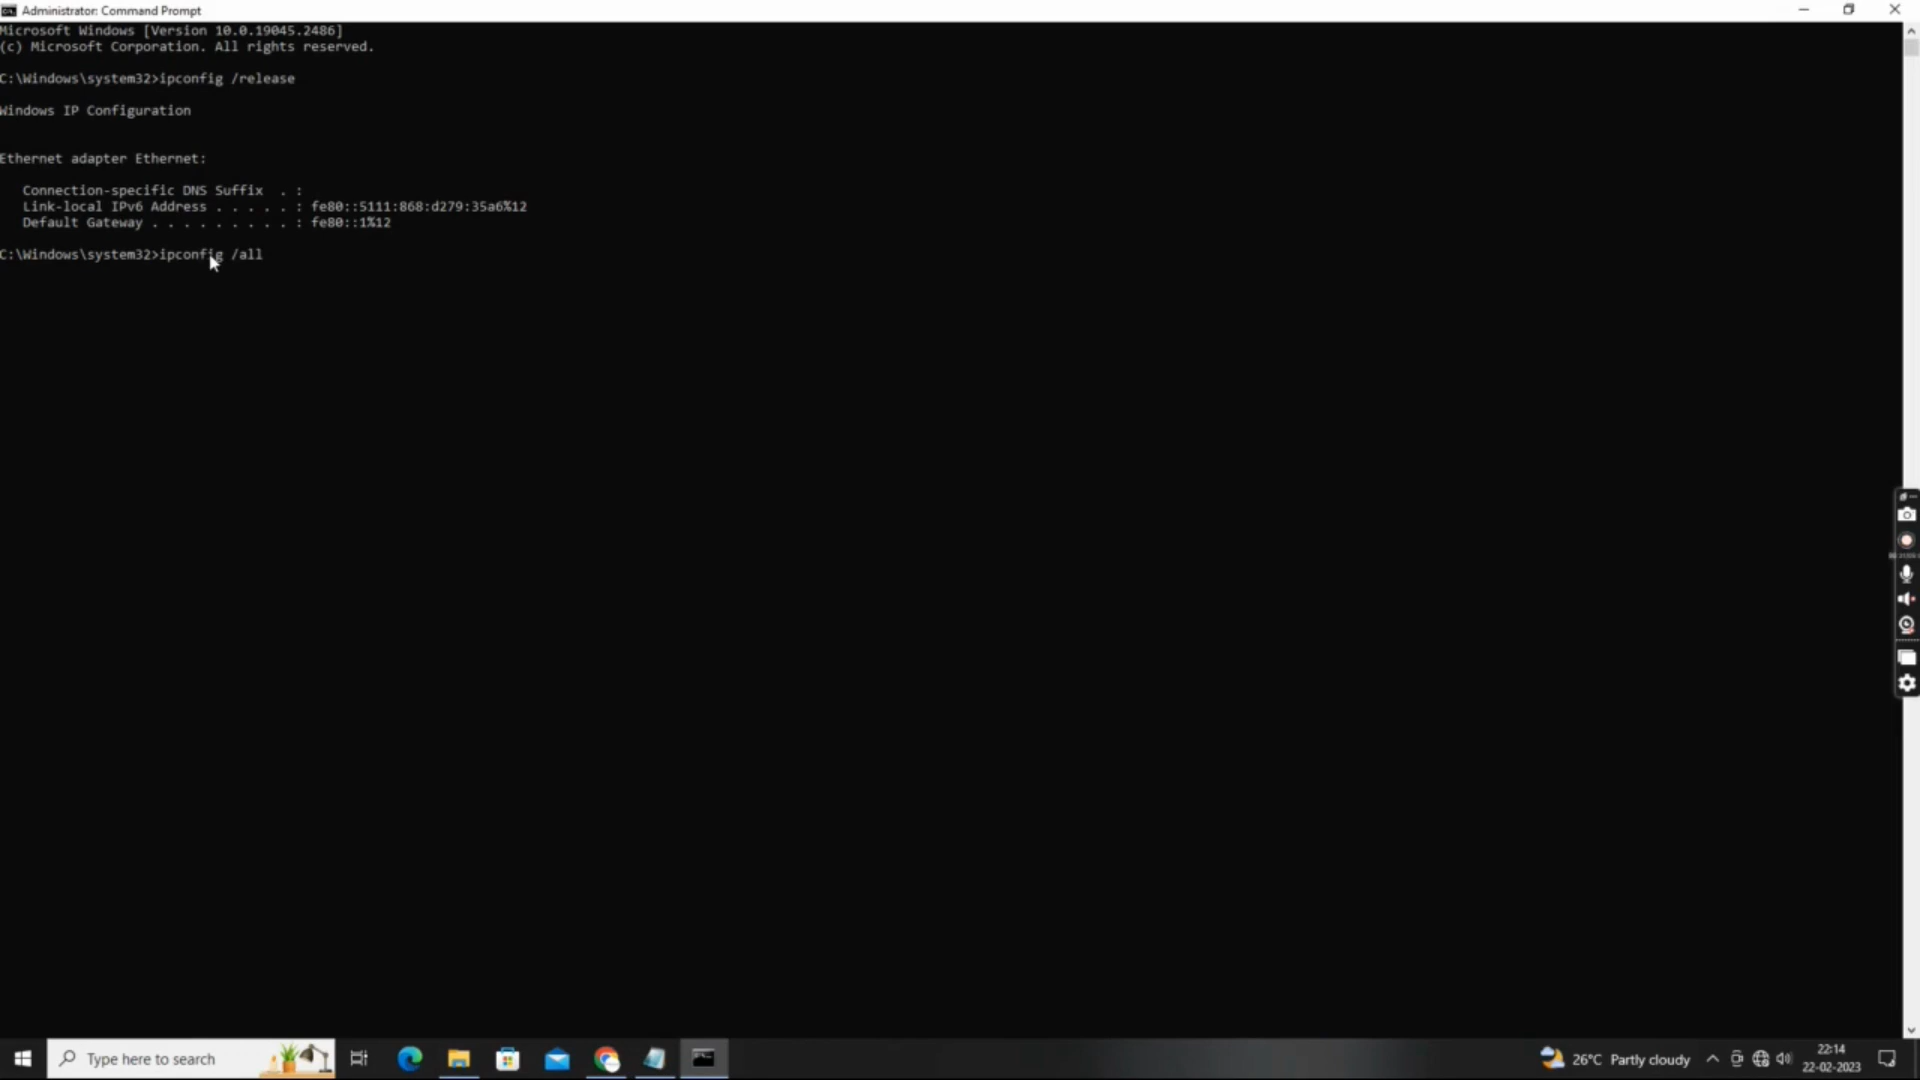 Administrator: Command Prompt
Microsoft Windows [Version 10.0.19045.2486]
(c) Microsoft Corporation. All rights reserved.
C:\Windows\system32>ipconfig /release
Windows IP Configuration
Ethernet adapter Ethernet:
Connection-specific DNS Suffix  . :
Link-local IPv6 Address . . . . . : fe80::5111:868:d279:35a6%12
Default Gateway . . . . . . . . . : fe80::1%12
C:\Windows\system32>ipconfig /all
Type here to search
26°C Partly cloudy
22:14
22-02-2023